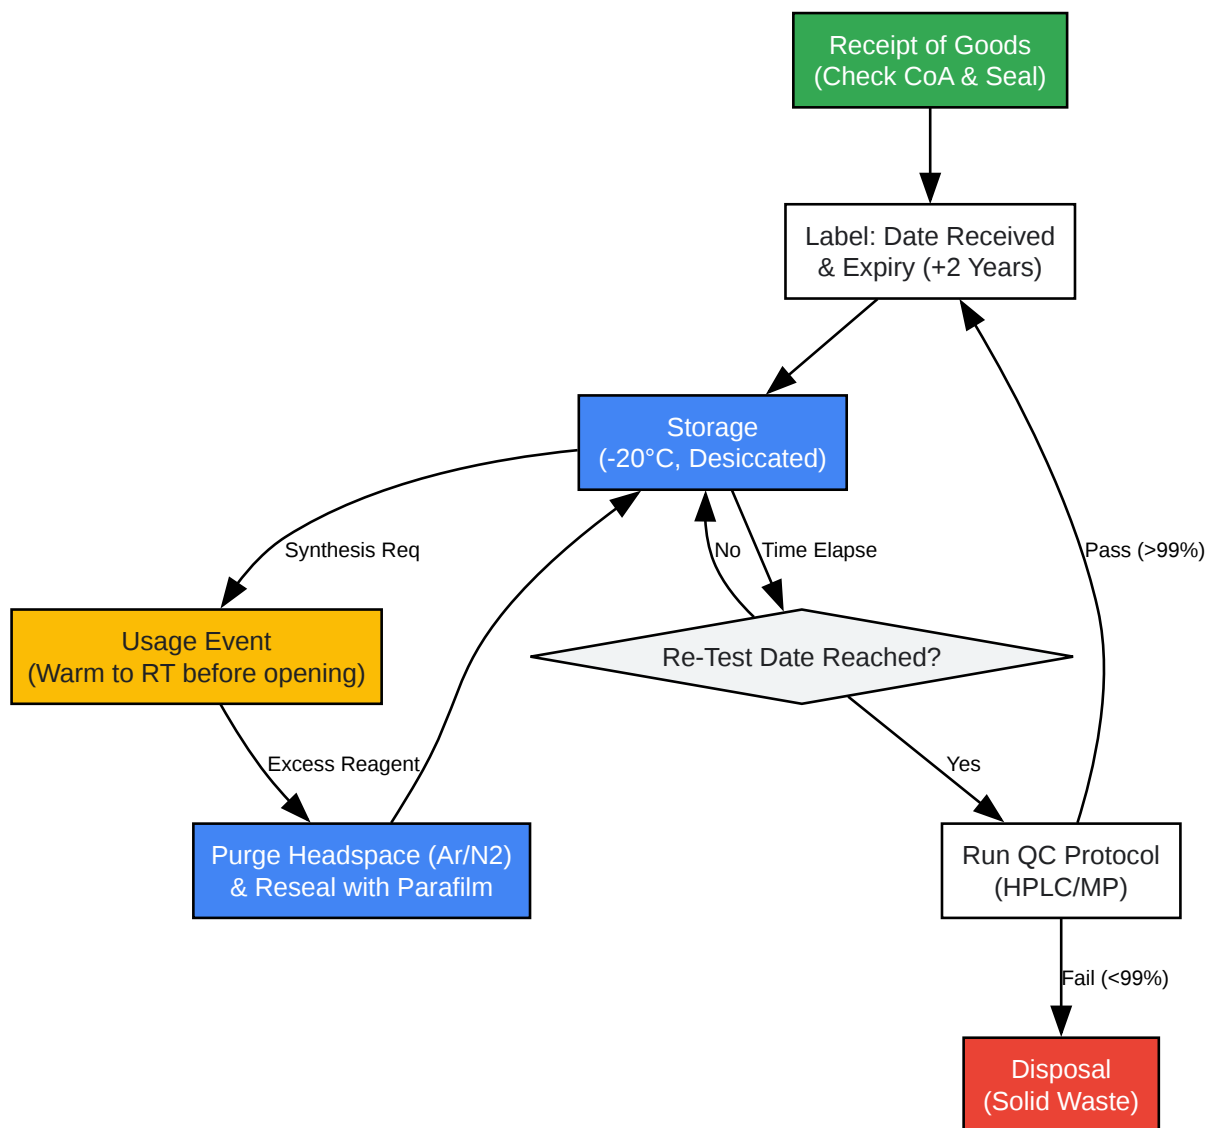 Receipt of Goods
(Check CoA & Seal)
Label: Date Received
& Expiry (+2 Years)
Storage
(-20°C, Desiccated)
Synthesis Req
No
Time Elapse
Pass (>99%)
Usage Event
(Warm to RT before opening)
Re-Test Date Reached?
Excess Reagent
Yes
Purge Headspace (Ar/N2)
& Reseal with Parafilm
Run QC Protocol
(HPLC/MP)
Fail (<99%)
Disposal
(Solid Waste)